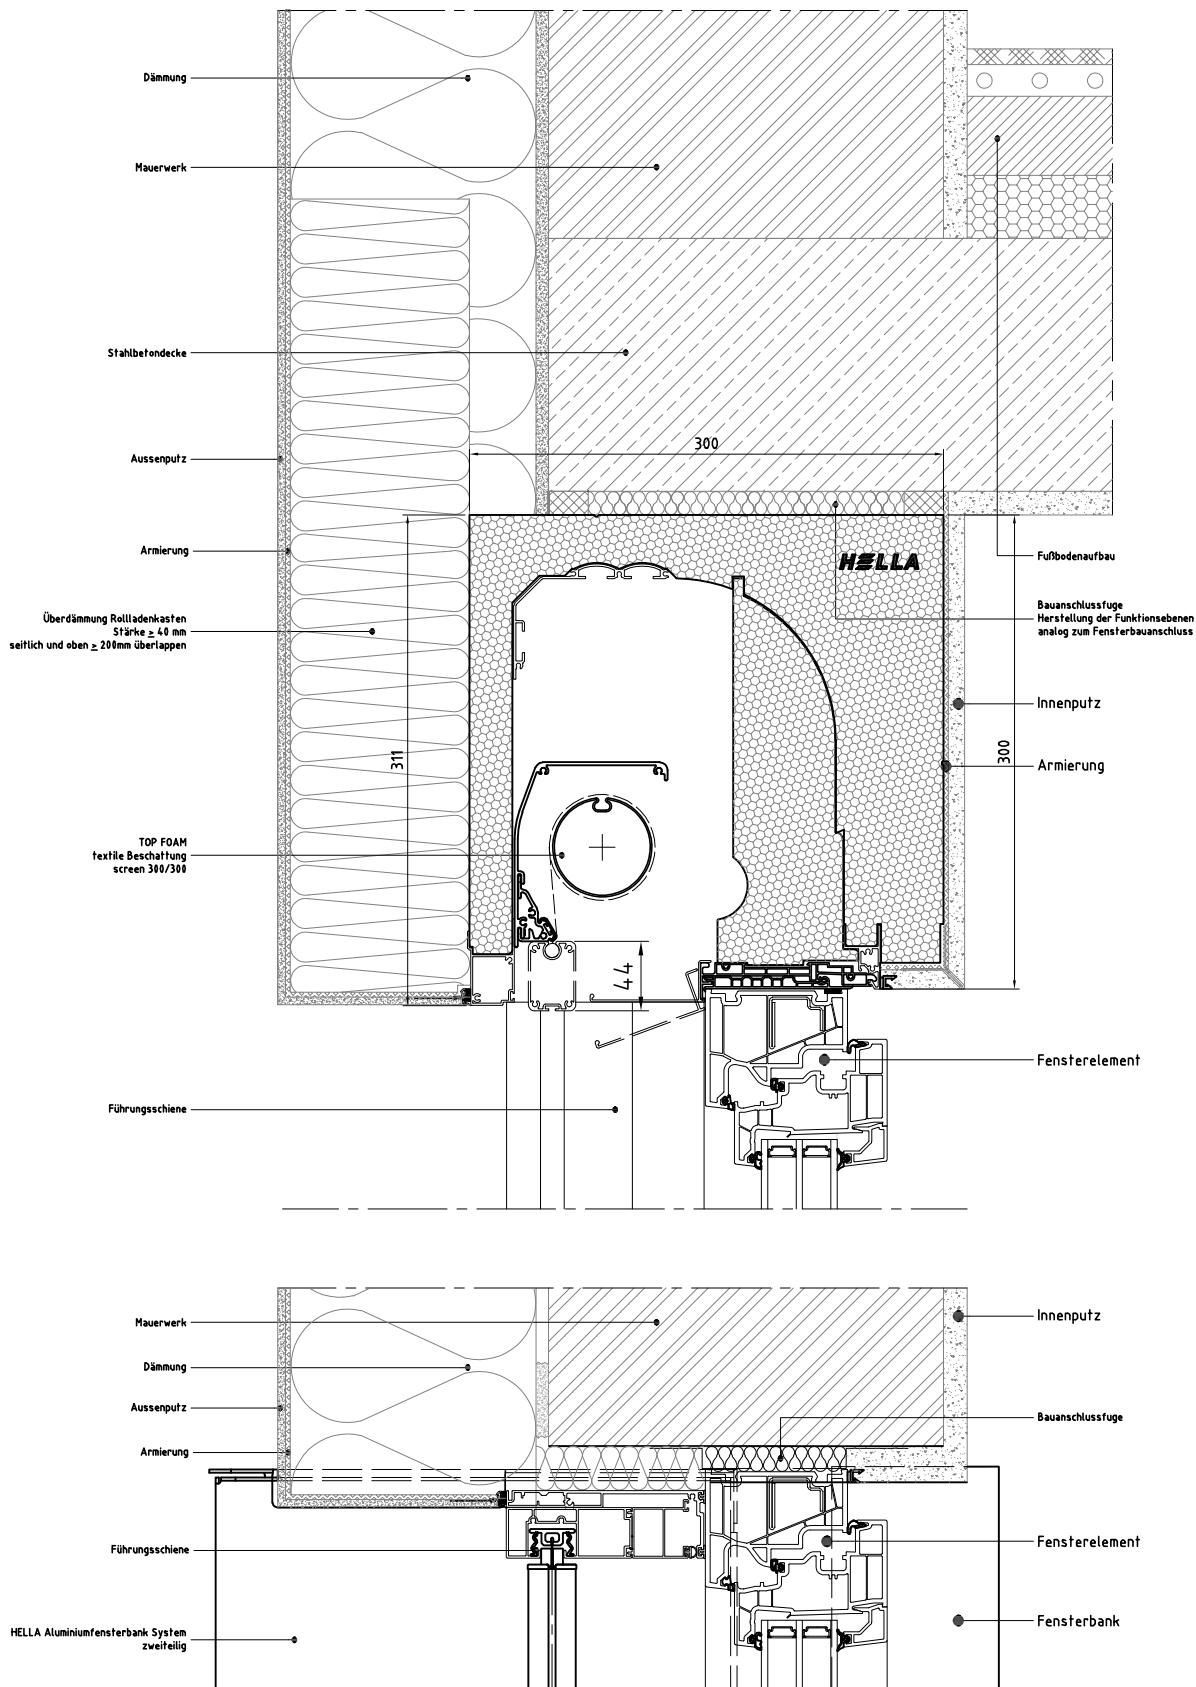 Dämmung
Mauerwerk
Stahlbetondecke
300
Aussenputz
Armierung
HELLA
Fußbodenaufbau
Bauanschlussfuge
Herstellung der Funktionsebenen
analog zum Fensterbauanschluss
Überdämmung Rollladenkasten
Stärke ≥ 40 mm
seitlich und oben ≥ 200mm überlappen
Innenputz
311
300
Armierung
TOP FOAM
textile Beschattung
screen 300/300
44
Fensterelement
Führungsschiene
Mauerwerk
Innenputz
Dämmung
Aussenputz
Bauanschlussfuge
Armierung
Führungsschiene
Fensterelement
Fensterbank
HELLA Aluminiumfensterbank System
zweiteilig